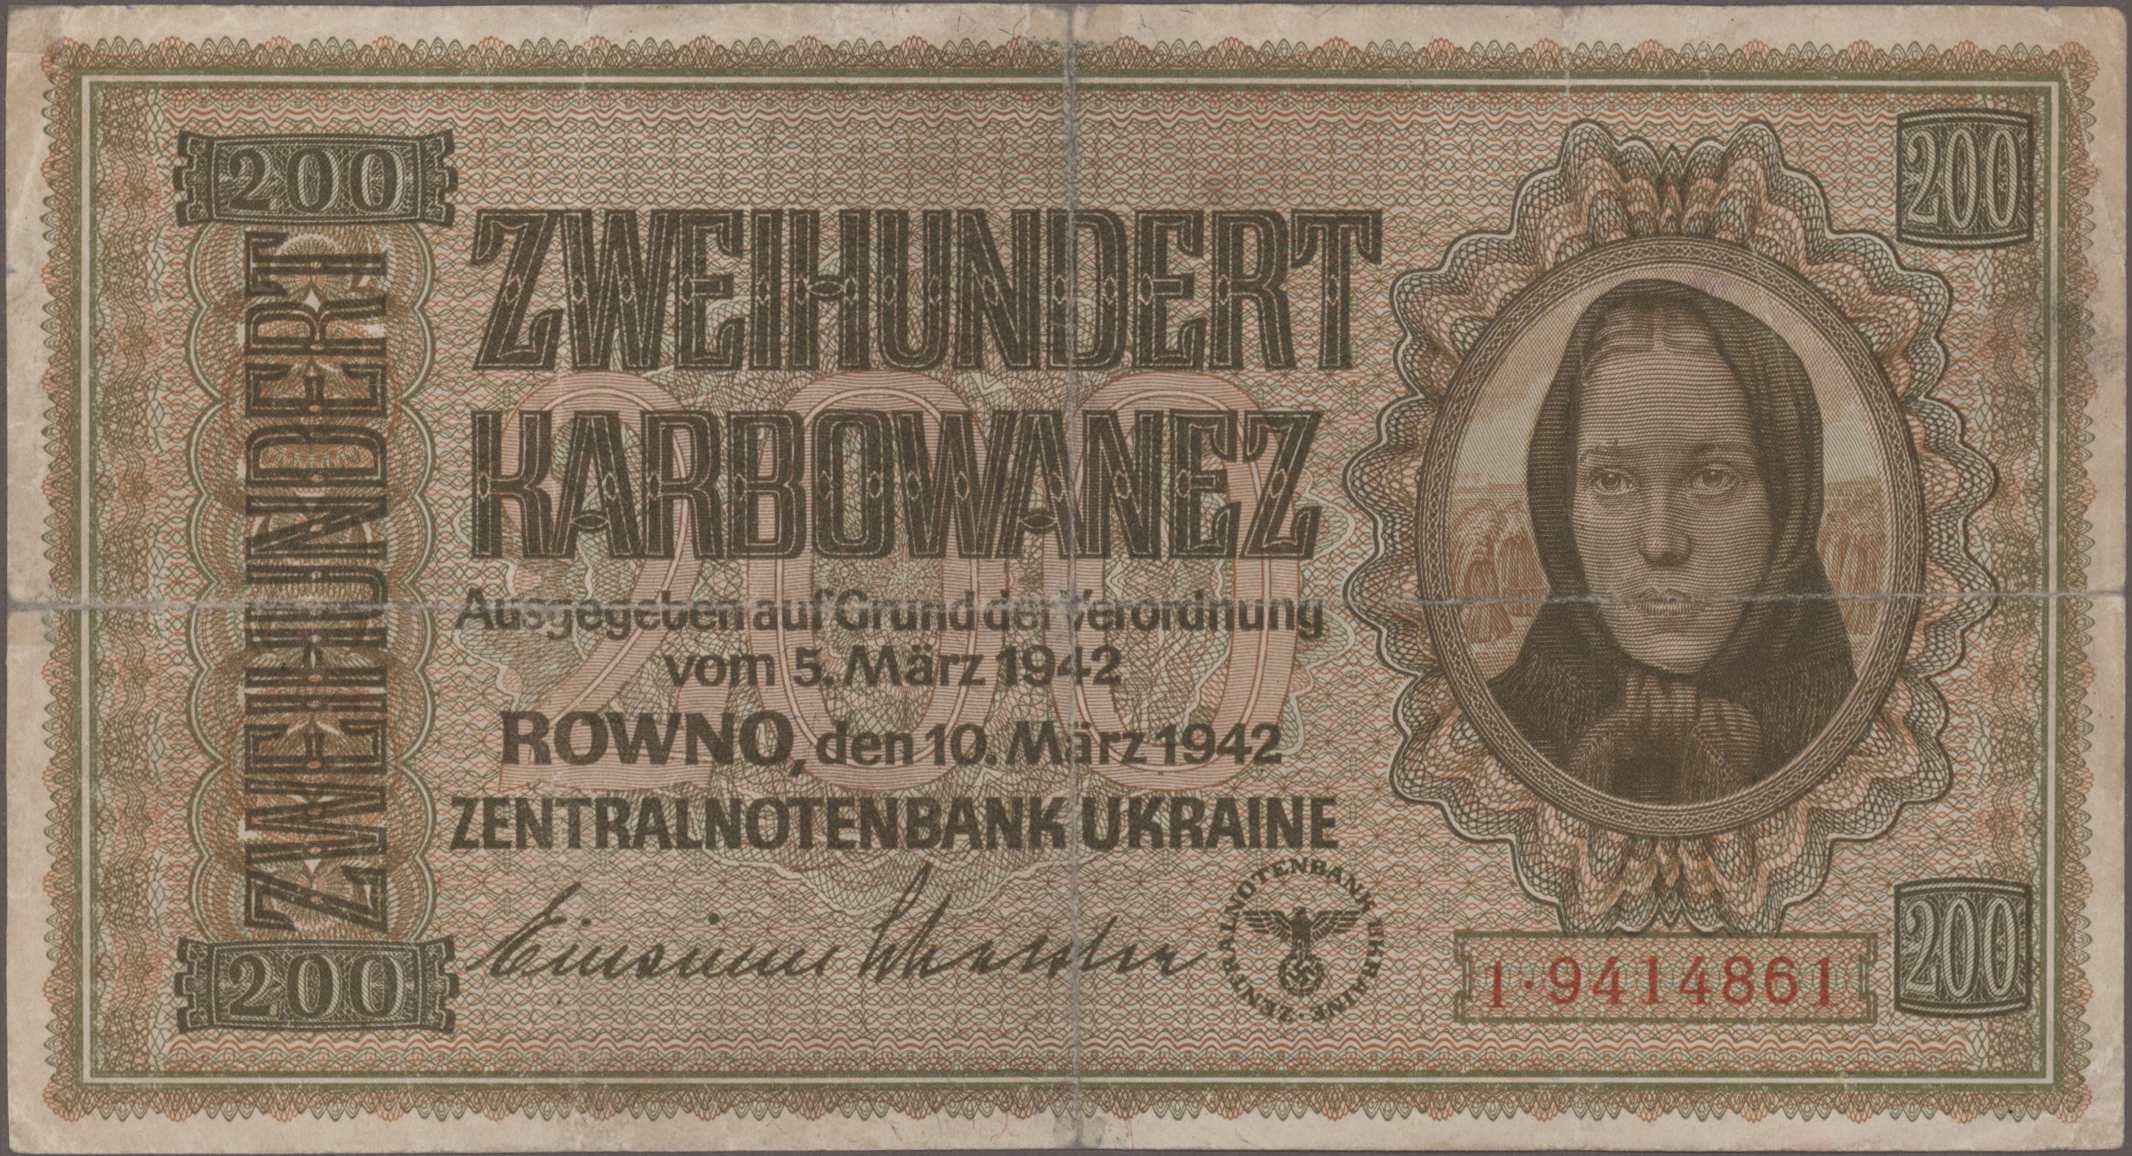 200
200
ZWEIHUNDERT
ZWEIHUNDERT
KARBOWANEZ
200
Ausgegeben auf Grund der Verordnung
vom 5. März 1942
ROWNO, den 10. März 1942
ZENTRALNOTENBANK UKRAINE
ZENTRALNOTENBANK UKRAINE
1·9414861
200
200